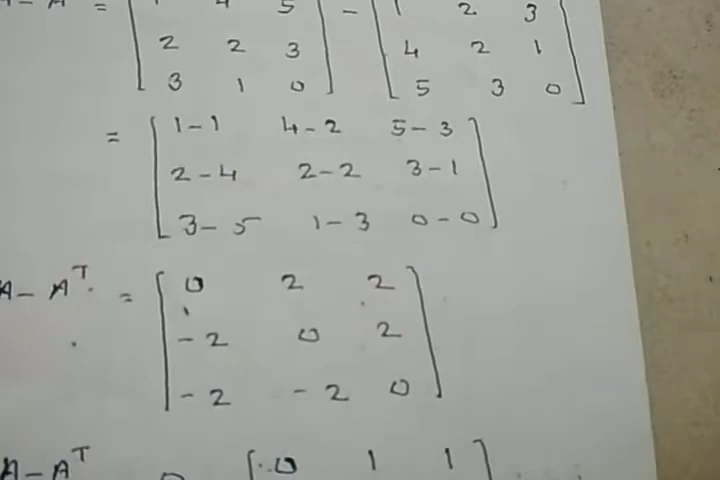 A - A = [ 1 4 5 ] - [ 1 2 3 ]
2 2 3 4 2 1
3 1 0 5 3 0
= [ 1-1 4-2 5-3 ]
2-4 2-2 3-1
3-5 1-3 0-0
A - Aᵀ = [ 0 2 2 ]
-2 0 2
-2 -2 0
A - Aᵀ [ 0 1 1 ]